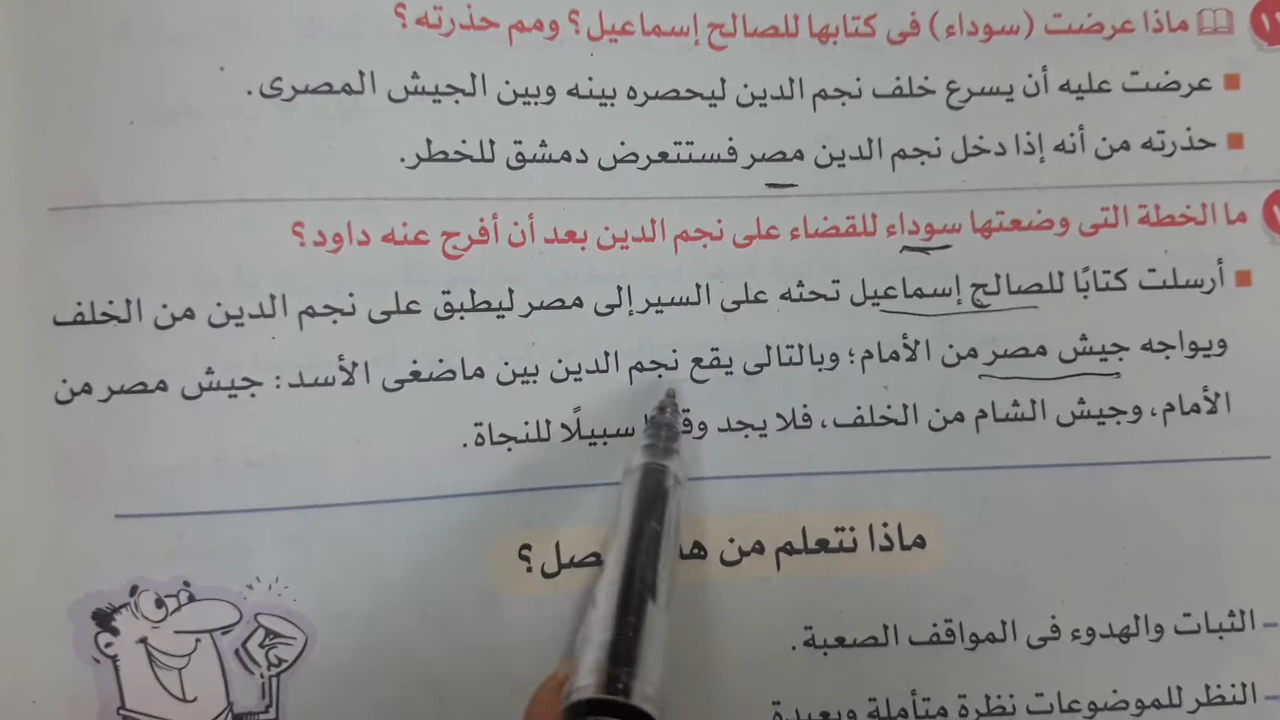 ماذا عرضت (سوداء) فى كتابها للصالح إسماعيل؟ ومم حذرته؟
عرضت عليه أن يسرع خلف نجم الدين ليحصره بينه وبين الجيش المصرى.
حذرته من أنه إذا دخل نجم الدين مصر فستتعرض دمشق للخطر.
ما الخطة التى وضعتها سوداء للقضاء على نجم الدين بعد أن أفرج عنه داود؟
أرسلت كتابًا للصالح إسماعيل تحثه على السير إلى مصر ليطبق على نجم الدين من الخلف
ويواجه جيش مصر من الأمام؛ وبالتالى يقع نجم الدين بين ماضغى الأسد: جيش مصر من
الأمام، وجيش الشام من الخلف، فلا يجد سبيلًا للنجاة.
ماذا نتعلم من
- الثبات والهدوء فى المواقف الصعبة.
- النظر للموضوعات نظرة متأملة وبعيدة